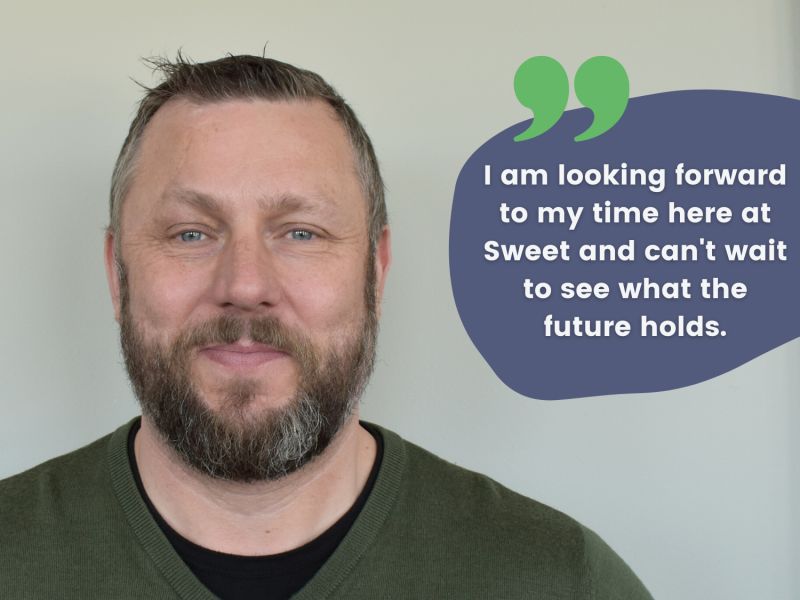 I am looking forward
to my time here at
Sweet and can't wait
to see what the
future holds.